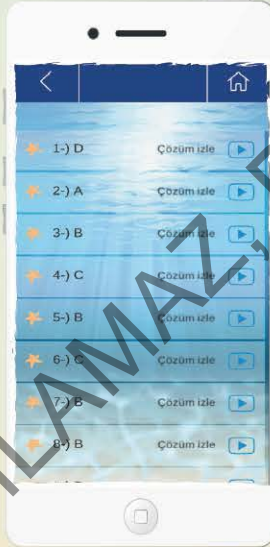 1-) D Çözüm izle
2-) A Çözüm izle
3-) B Çözüm izle
4-) C Çözüm izle
5-) B Çözüm izle
6-) C Çözüm izle
7-) B Çözüm izle
8-) B Çözüm izle